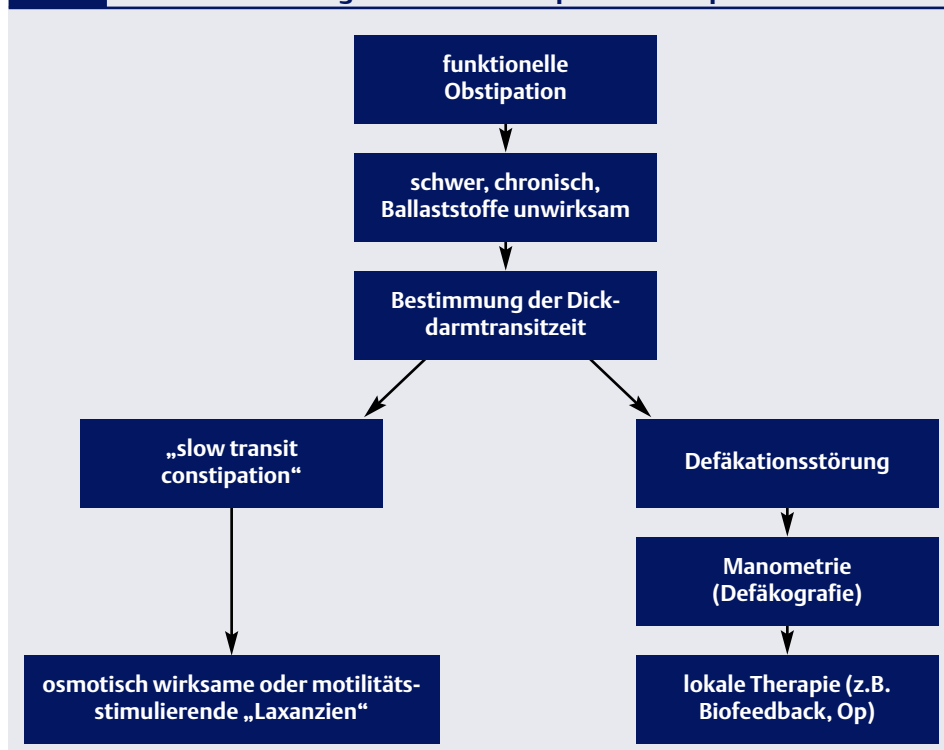 funktionelle
Obstipation
schwer, chronisch,
Ballaststoffe unwirksam
Bestimmung der Dick-
darmtransitzeit
„slow transit
constipation“
Defäkationsstörung
Manometrie
(Defäkografie)
osmotisch wirksame oder motilitäts-
stimulierende „Laxanzien“
lokale Therapie (z.B.
Biofeedback, Op)